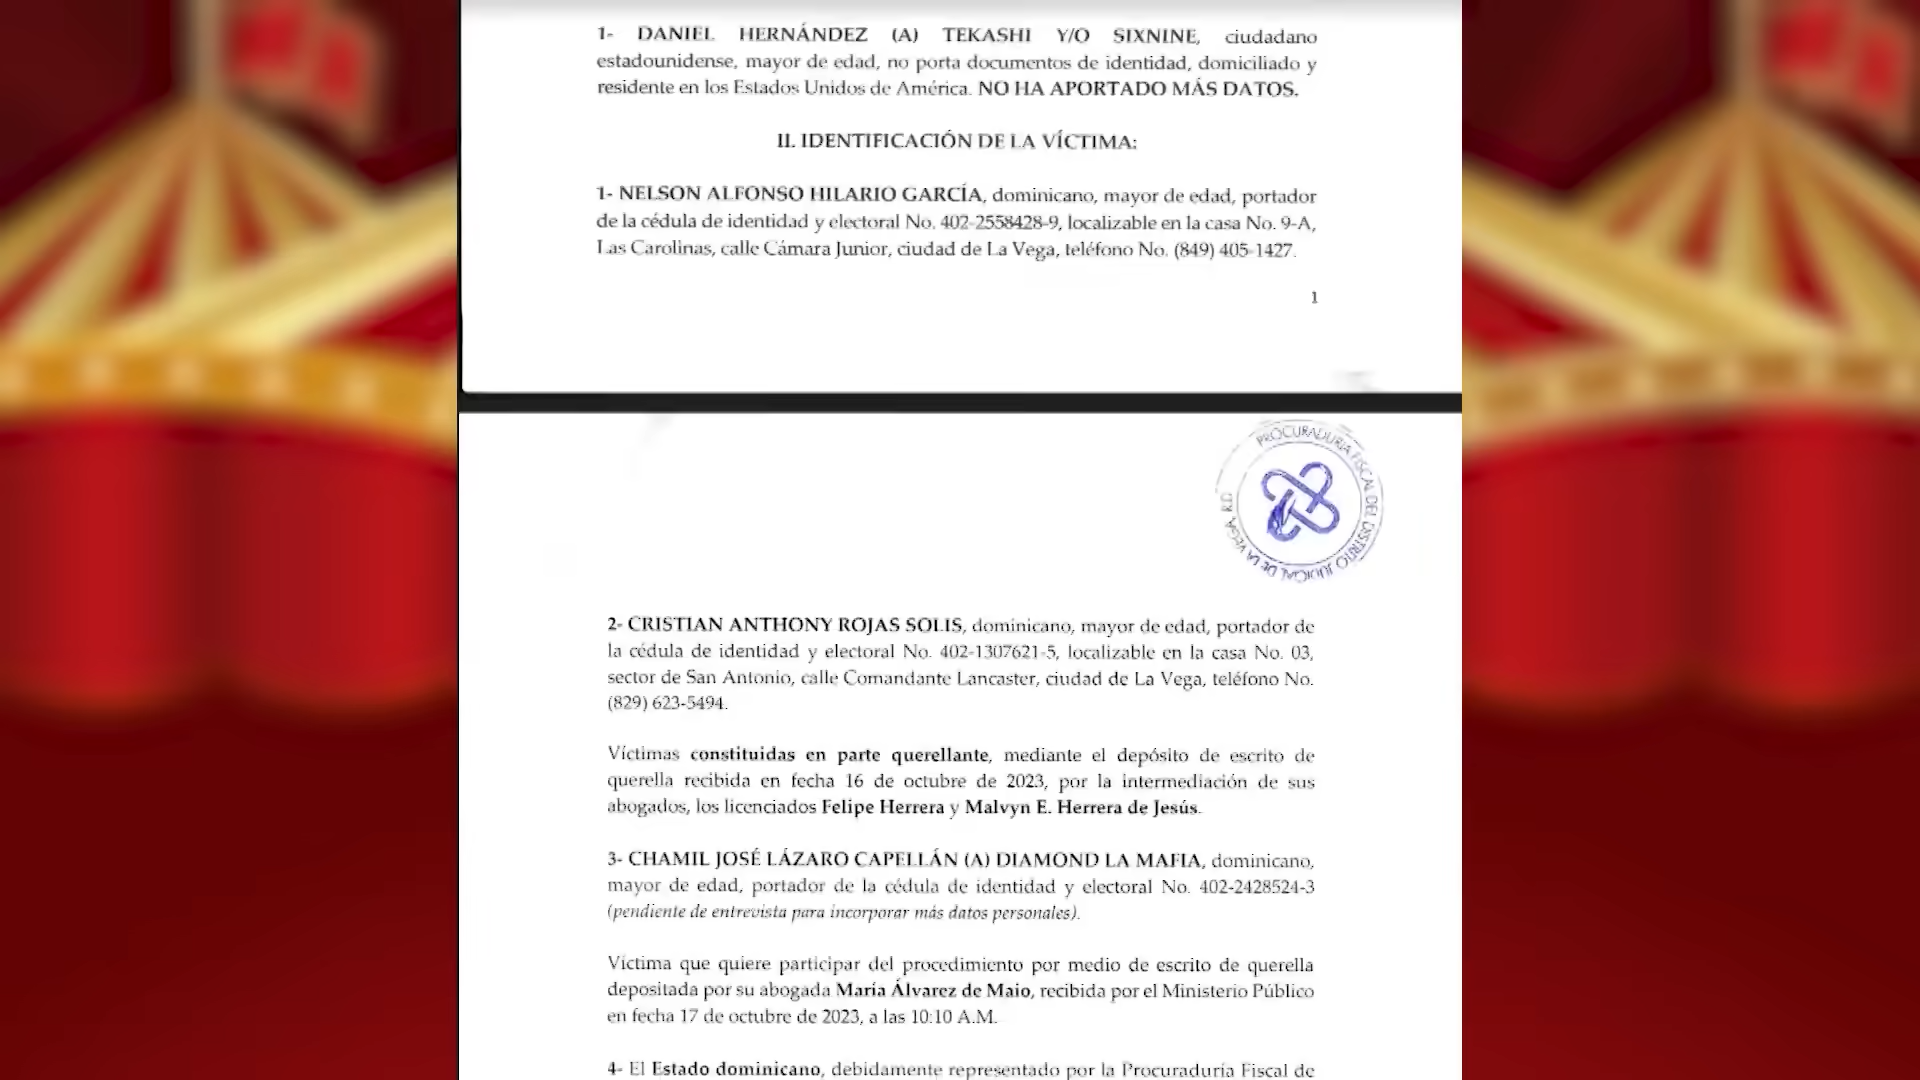 1- DANIEL HERNÁNDEZ (A) TEKASHI Y/O SIXNINE, ciudadano
estadounidense, mayor de edad, no porta documentos de identidad, domiciliado y
residente en los Estados Unidos de América. NO HA APORTADO MÁS DATOS.
II. IDENTIFICACIÓN DE LA VÍCTIMA:
1- NELSON ALFONSO HILARIO GARCÍA, dominicano, mayor de edad, portador
de la cédula de identidad y electoral No. 402-2558428-9, localizable en la casa No. 9-A,
Las Carolinas, calle Cámara Junior, ciudad de La Vega, teléfono No. (849) 405-1427.
1
PROCURADURIA FISCAL DEL DISTRITO JUDICIAL DE LA VEGA, R.D
2- CRISTIAN ANTHONY ROJAS SOLIS, dominicano, mayor de edad, portador de
la cédula de identidad y electoral No. 402-1307621-5, localizable en la casa No. 03,
sector de San Antonio, calle Comandante Lancaster, ciudad de La Vega, teléfono No.
(829) 623-5494.
Víctimas constituidas en parte querellante, mediante el depósito de escrito de
querella recibida en fecha 16 de octubre de 2023, por la intermediación de sus
abogados, los licenciados Felipe Herrera y Malvyn E. Herrera de Jesús.
3- CHAMIL JOSÉ LÁZARO CAPELLÁN (A) DIAMOND LA MAFIA, dominicano,
mayor de edad, portador de la cédula de identidad y electoral No. 402-2428524-3
(pendiente de entrevista para incorporar más datos personales).
Víctima que quiere participar del procedimiento por medio de escrito de querella
depositada por su abogada María Álvarez de Maio, recibida por el Ministerio Público
en fecha 17 de octubre de 2023, a las 10:10 A.M.
4- El Estado dominicano, debidamente representado por la Procuraduría Fiscal de